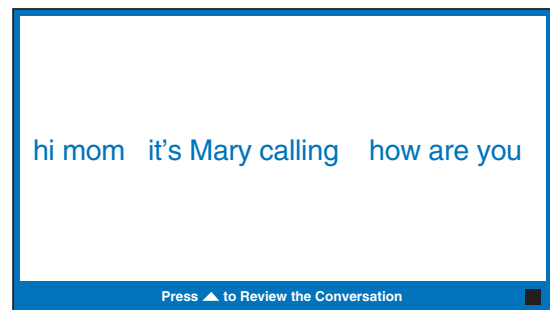 hi mom it's Mary calling how are you
Press ▲ to Review the Conversation